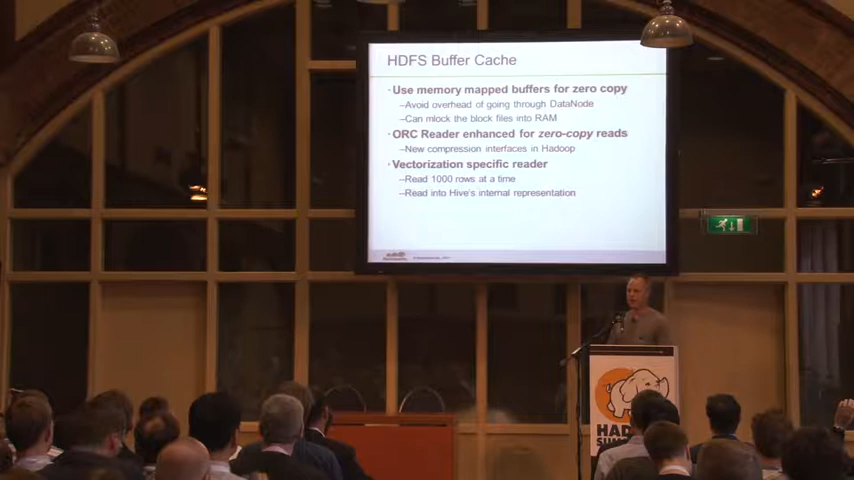 HDFS Buffer Cache
·Use memory mapped buffers for zero copy
–Avoid overhead of going through DataNode
–Can mlock the block files into RAM
·ORC Reader enhanced for zero-copy reads
–New compression interfaces in Hadoop
·Vectorization specific reader
–Read 1000 rows at a time
–Read into Hive's internal representation